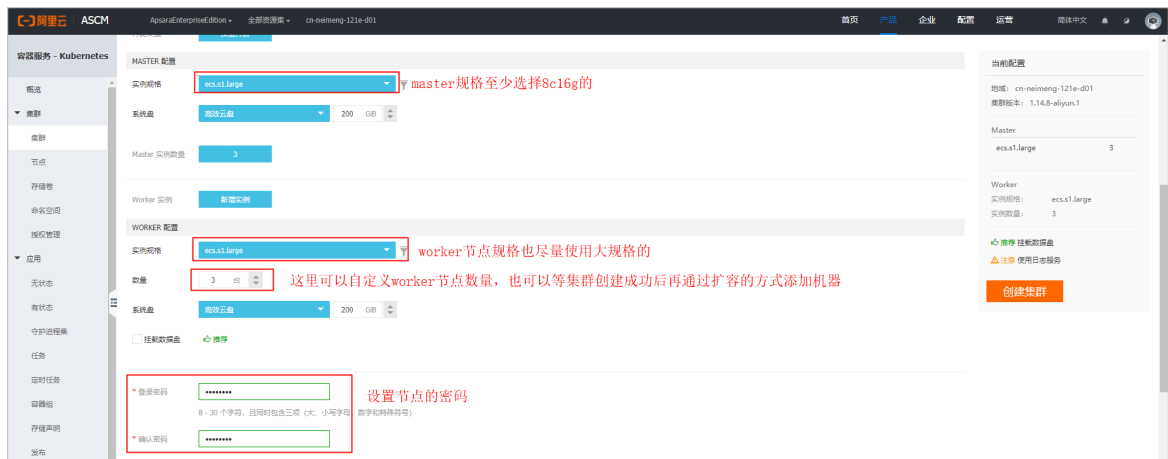 (-)阿里云 | ASCM ApsaraEnterpriseEdition 全部资源集 cn-neimeng-121e-d01 首页 产品 企业 配置 运营 简体中文
容器服务 - Kubernetes
概览
集群
集群
节点
存储卷
命名空间
授权管理
应用
无状态
有状态
守护进程集
任务
定时任务
容器组
存储声明
发布
MASTER 配置
实例规格 ecs.s1.large master规格至少选择8c16g的
系统盘 高效云盘 200 GiB
Master 实例数量 3
Worker 实例 新增实例
WORKER 配置
实例规格 ecs.s1.large worker节点规格也尽量使用大规格的
数量 3 台 这里可以自定义worker节点数量，也可以等集群创建成功后再通过扩容的方式添加机器
系统盘 高效云盘 200 GiB
挂载数据盘 推荐
* 登录密码 •••••••• 设置节点的密码
8 - 30 个字符，且同时包含三项（大、小写字母，数字和特殊符号）
* 确认密码 ••••••••
当前配置
地域: cn-neimeng-121e-d01
集群版本: 1.14.8-aliyun.1
Master
ecs.s1.large 3
Worker
实例规格: ecs.s1.large
实例数量: 3
推荐 挂载数据盘
注意 使用日志服务
创建集群